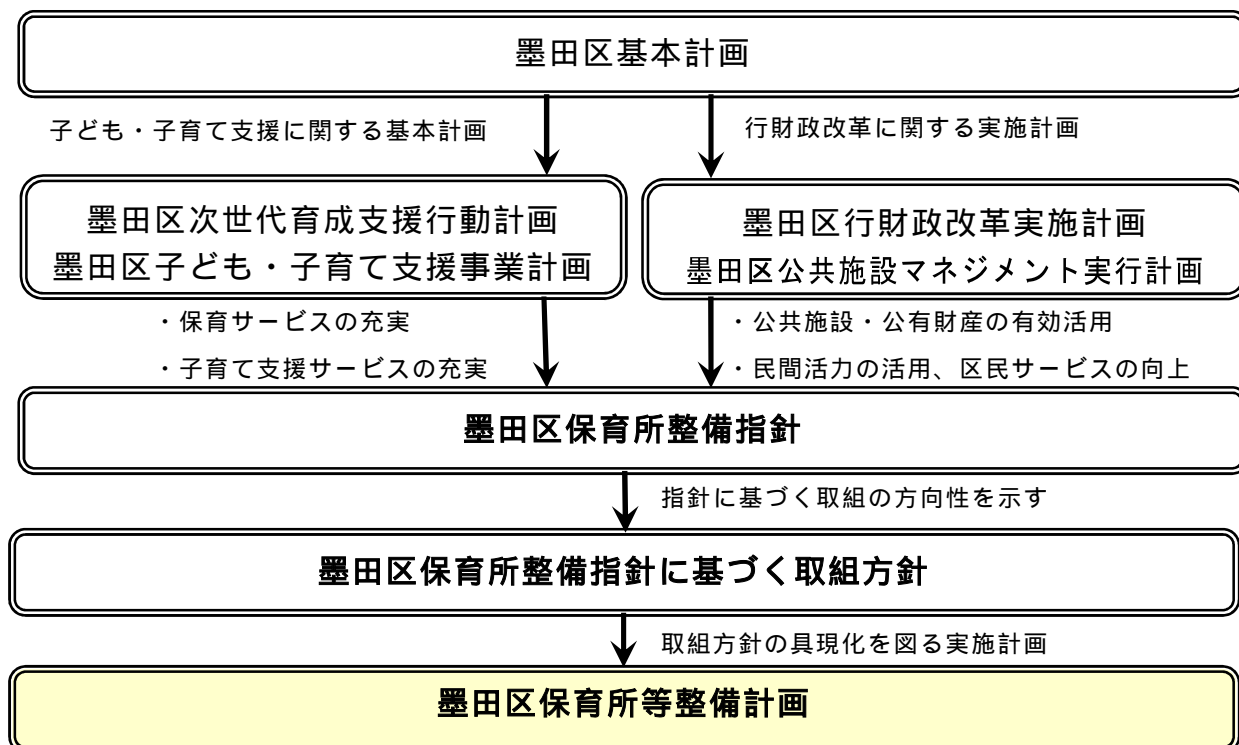 墨田区基本計画
子ども・子育て支援に関する基本計画
行財政改革に関する実施計画
墨田区次世代育成支援行動計画
墨田区子ども・子育て支援事業計画
墨田区行財政改革実施計画
墨田区公共施設マネジメント実行計画
・保育サービスの充実
・子育て支援サービスの充実
・公共施設・公有財産の有効活用
・民間活力の活用、区民サービスの向上
墨田区保育所整備指針
指針に基づく取組の方向性を示す
墨田区保育所整備指針に基づく取組方針
取組方針の具現化を図る実施計画
墨田区保育所等整備計画